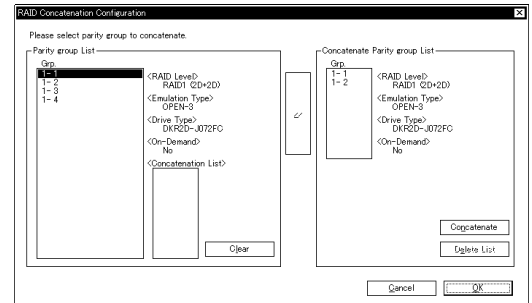 RAID Concatenation Configuration
Please select parity group to concatenate.
Parity group List
Grp.
1- 1
1- 2
1- 3
1- 4
<RAID Level>
RAID1 (2D+2D)
<Emulation Type>
OPEN-3
<Drive Type>
DKR2D-J072FC
<On-Demand>
No
<Concatenation List>
Clear
Concatenate Parity group List
Grp.
1- 1
1- 2
<RAID Level>
RAID1 (2D+2D)
<Emulation Type>
OPEN-3
<Drive Type>
DKR2D-J072FC
<On-Demand>
No
Concatenate
Delete List
Cancel
OK